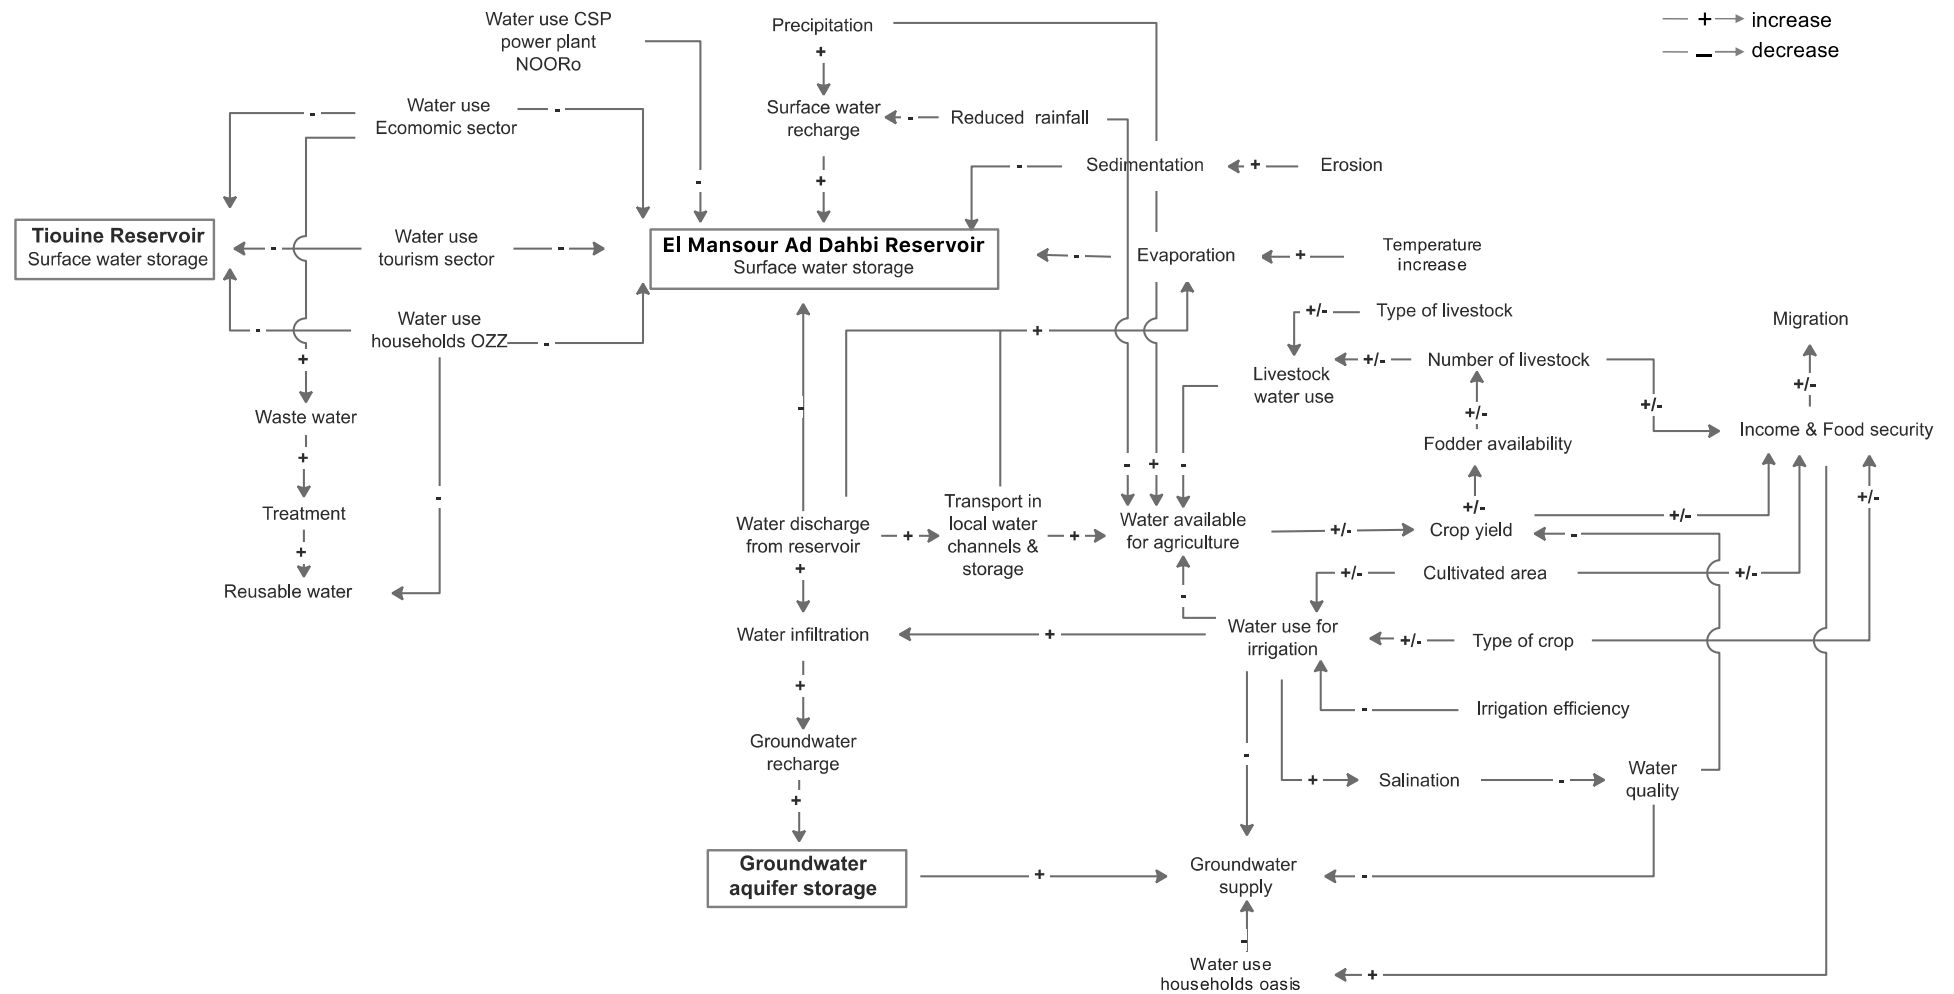 Water use CSP
power plant
NOORo
Precipitation
+ increase
- decrease
+
Water use
Ecomomic sector
-
-
Surface water
recharge
-
Reduced rainfall
-
+
-
Sedimentation
+
Erosion
Tiouine Reservoir
Surface water storage
-
Water use
tourism sector
-
El Mansour Ad Dahbi Reservoir
Surface water storage
-
Evaporation
+
Temperature
increase
-
Water use
households OZZ
-
+
+/-
Type of livestock
Migration
+
Livestock
water use
+/-
Number of livestock
+/-
Waste water
-
+/-
+/-
Income & Food security
+
Fodder availability
-
+
-
-
+/-
+/-
Treatment
Water discharge
from reservoir
+
Transport in
local water
channels &
storage
+
Water available
for agriculture
+/-
Crop yield
+/-
-
+
Reusable water
+
-
+/-
Cultivated area
+/-
Water infiltration
+
Water use for
irrigation
+/-
Type of crop
+
-
Irrigation efficiency
Groundwater
recharge
-
+
Salination
-
Water
quality
+
Groundwater
aquifer storage
+
Groundwater
supply
-
-
Water use
households oasis
+